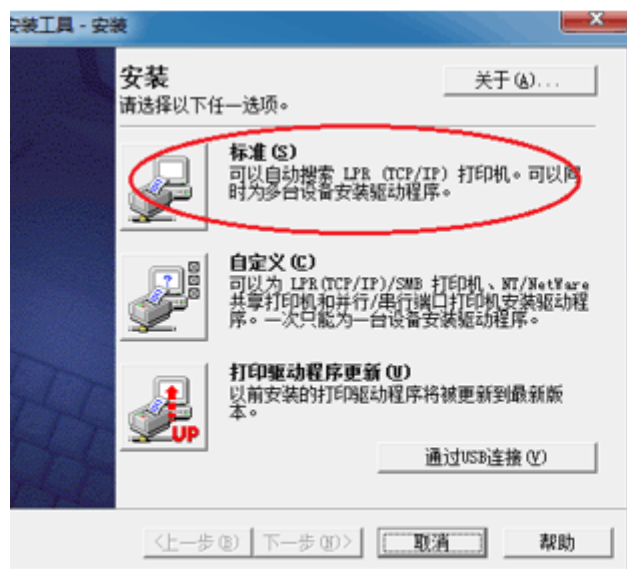 安装工具 - 安装
安装
关于(A)...
请选择以下任一选项。
标准(S)
可以自动搜索 LPR (TCP/IP) 打印机。可以同
时为多台设备安装驱动程序。
自定义(C)
可以为 LPR(TCP/IP)/SMB 打印机、NT/NetWare
共享打印机和并行/串行端口打印机安装驱动程
序。一次只能为一台设备安装驱动程序。
打印驱动程序更新(U)
以前安装的打印驱动程序将被更新到最新版
本。
UP
通过USB连接(Y)
<上一步(B)
下一步(N)>
取消
帮助